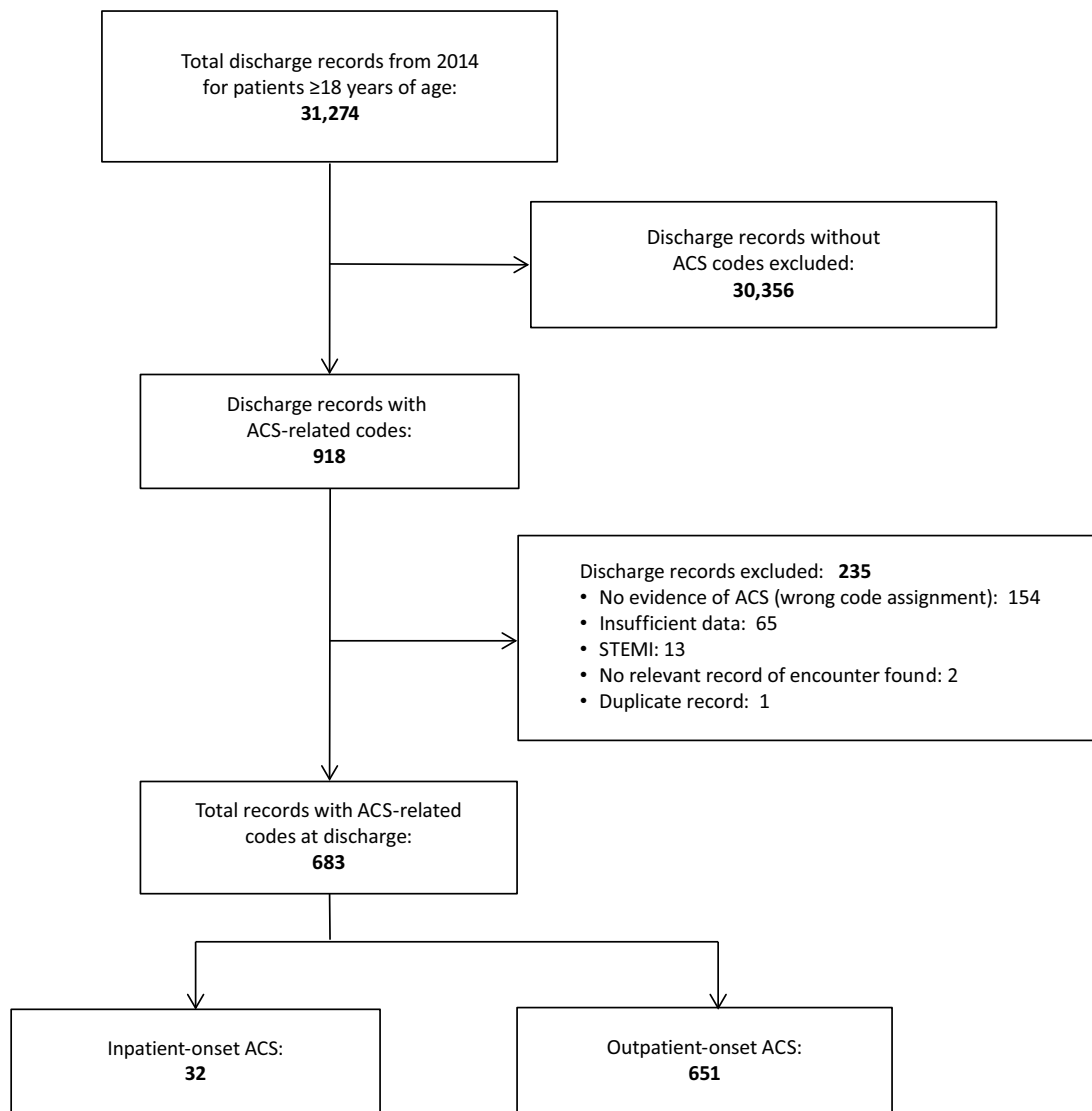 Total discharge records from 2014
for patients ≥18 years of age:
31,274
Discharge records without
ACS codes excluded:
30,356
Discharge records with
ACS-related codes:
918
Discharge records excluded: 235
• No evidence of ACS (wrong code assignment): 154
• Insufficient data: 65
• STEMI: 13
• No relevant record of encounter found: 2
• Duplicate record: 1
Total records with ACS-related
codes at discharge:
683
Inpatient-onset ACS:
32
Outpatient-onset ACS:
651